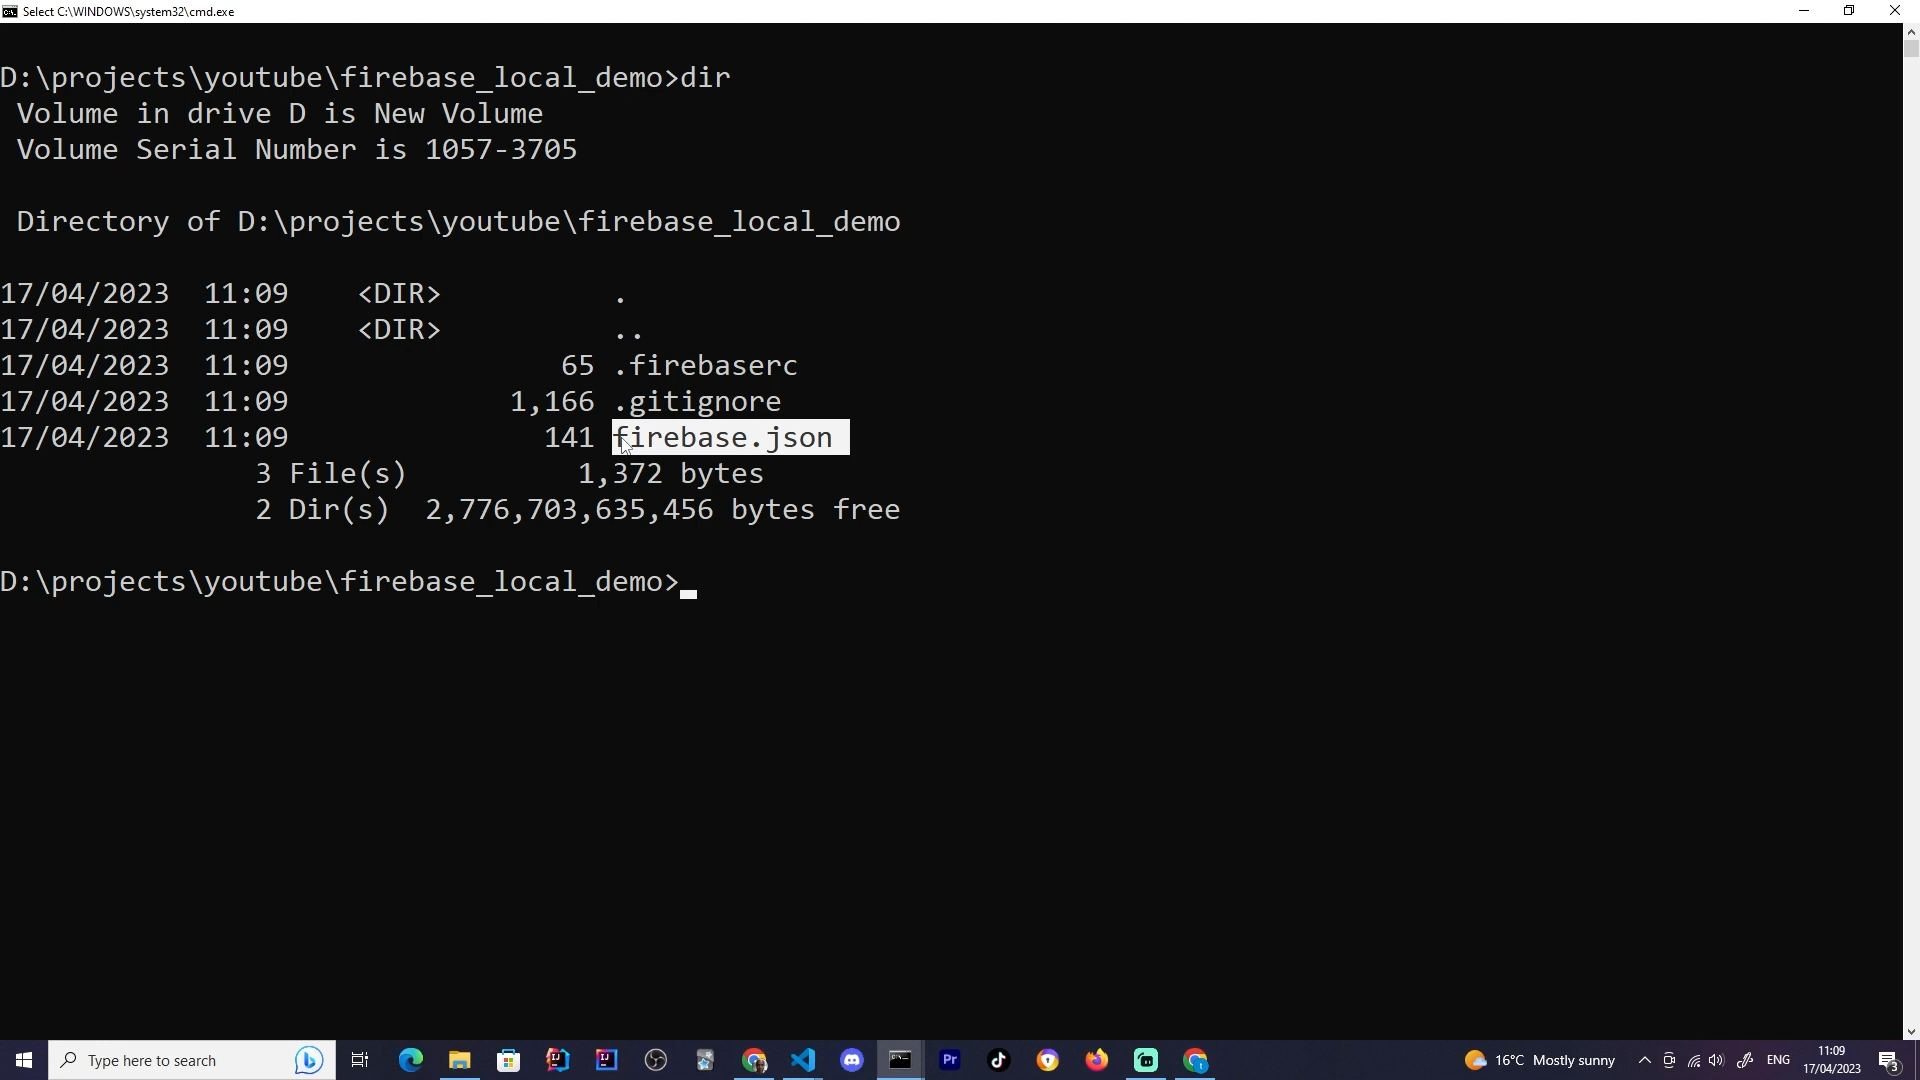 Select C:\WINDOWS\system32\cmd.exe
D:\projects\youtube\firebase_local_demo>dir
Volume in drive D is New Volume
Volume Serial Number is 1057-3705
Directory of D:\projects\youtube\firebase_local_demo
17/04/2023 11:09 <DIR> .
17/04/2023 11:09 <DIR> ..
17/04/2023 11:09 65 .firebaserc
17/04/2023 11:09 1,166 .gitignore
17/04/2023 11:09 141 firebase.json
3 File(s) 1,372 bytes
2 Dir(s) 2,776,703,635,456 bytes free
D:\projects\youtube\firebase_local_demo>
Type here to search
Pr
16°C Mostly sunny
ENG
11:09
17/04/2023
3